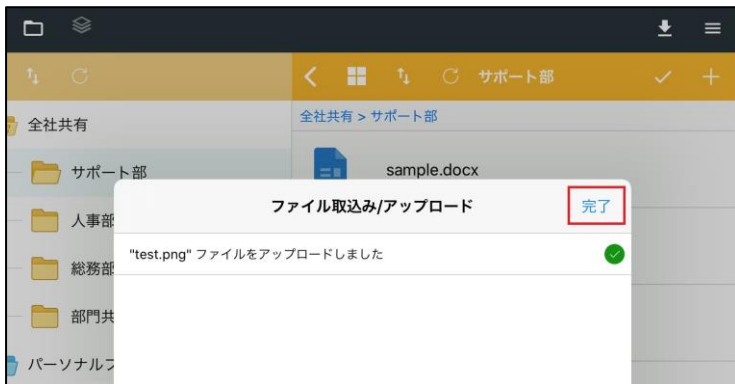 サポート部
全社共有
全社共有 > サポート部
サポート部
sample.docx
ファイル取込み/アップロード
完了
"test.png" ファイルをアップロードしました
人事部
総務部
部門共
パーソナルフ